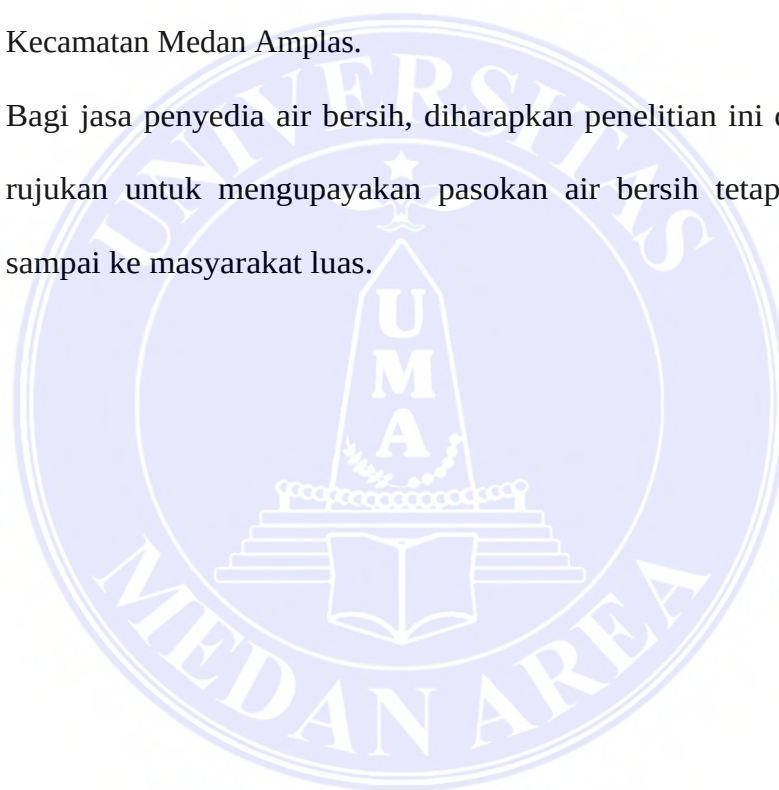 Kecamatan Medan Amplas.
Bagi jasa penyedia air bersih, diharapkan penelitian ini
rujukan untuk mengupayakan pasokan air bersih tetap
sampai ke masyarakat luas.
UNIVERSITAS
UMA
MEDAN AREA